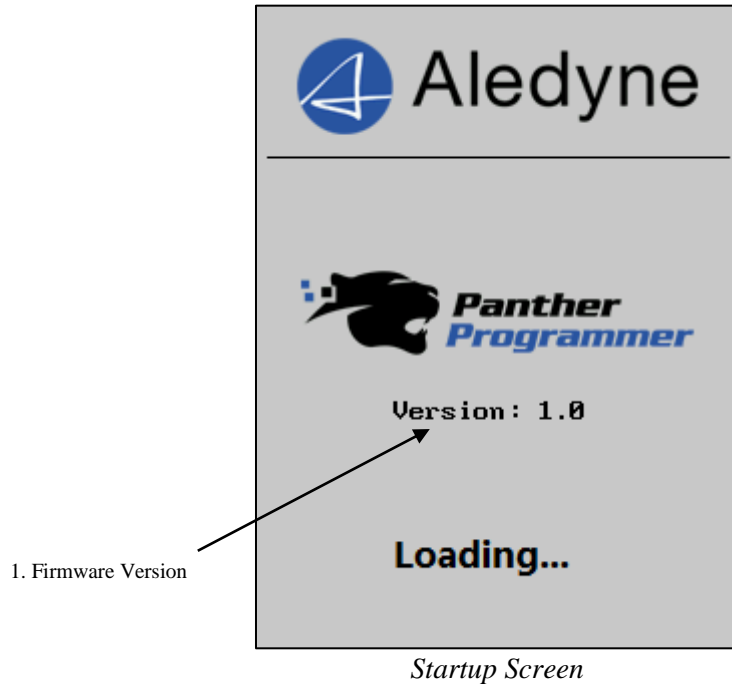 Aledyne
Panther
Programmer
Version: 1.0
1. Firmware Version
Loading...
Startup Screen